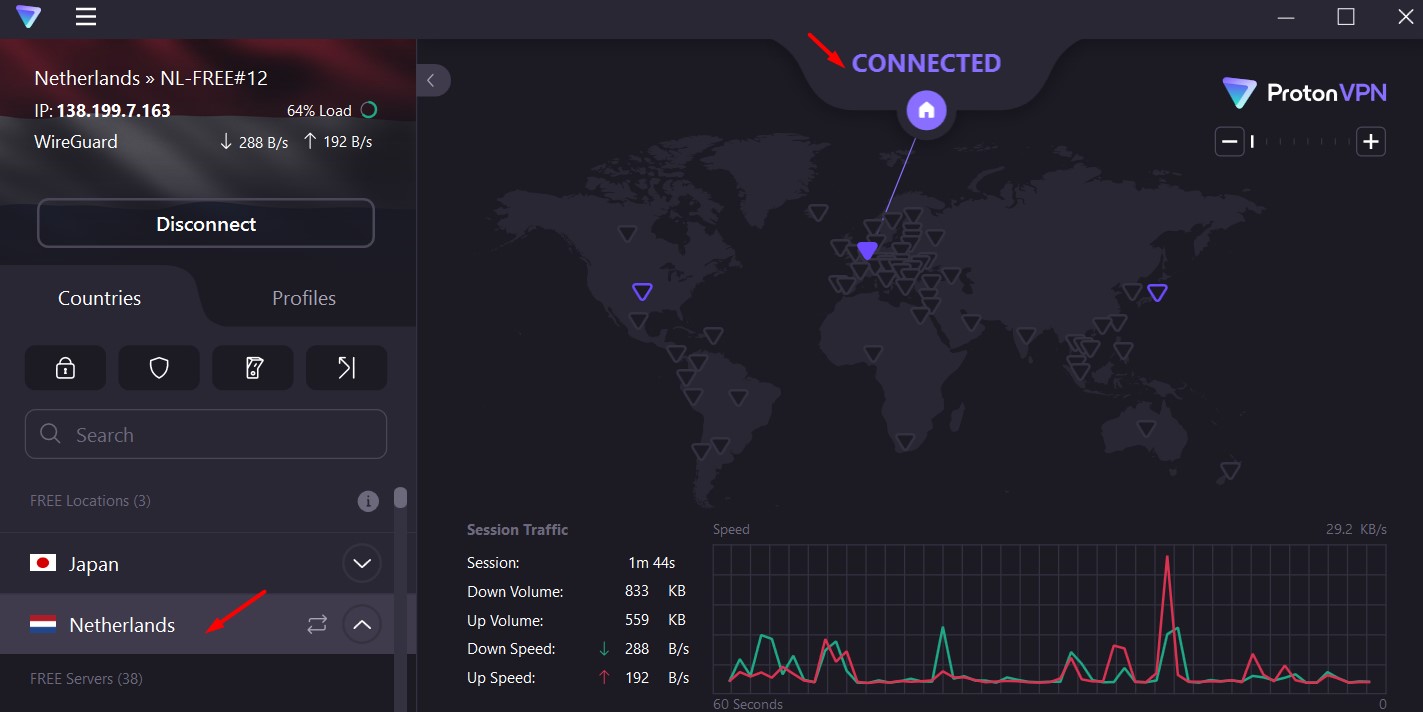 Netherlands » NL-FREE#12
IP: 138.199.7.163 64% Load
WireGuard ↓ 288 B/s ↑ 192 B/s
Disconnect
Countries Profiles
Search
FREE Locations (3)
Japan
Netherlands
FREE Servers (38)
CONNECTED
ProtonVPN
Session Traffic
Session: 1m 44s
Down Volume: 833 KB
Up Volume: 559 KB
Down Speed: ↓ 288 B/s
Up Speed: ↑ 192 B/s
Speed 29.2 KB/s
60 Seconds 0